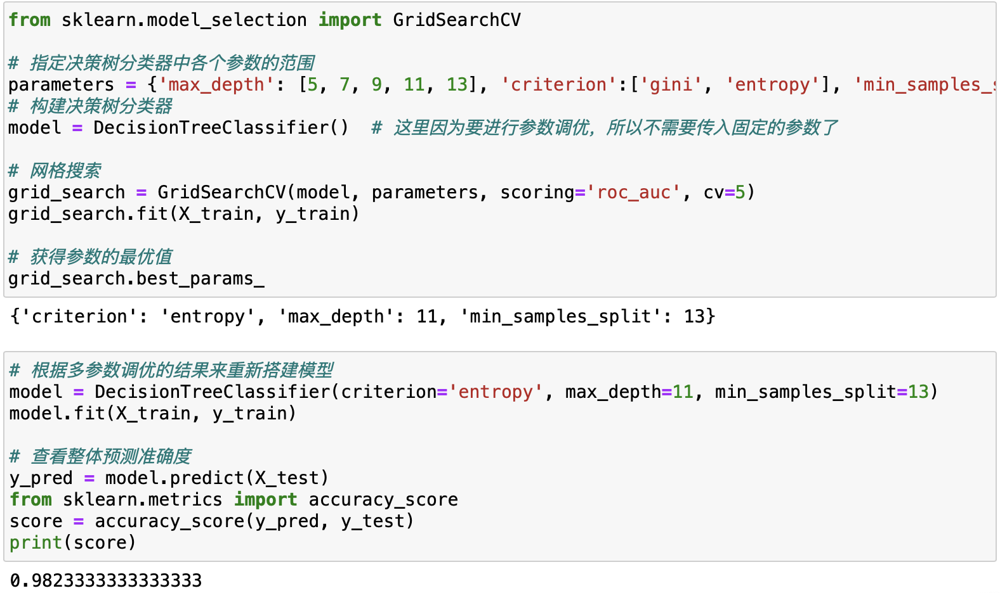 from sklearn.model_selection import GridSearchCV
# 指定决策树分类器中各个参数的范围
parameters = {'max_depth': [5, 7, 9, 11, 13], 'criterion':['gini', 'entropy'], 'min_samples_s
# 构建决策树分类器
model = DecisionTreeClassifier()  # 这里因为要进行参数调优，所以不需要传入固定的参数了
# 网格搜索
grid_search = GridSearchCV(model, parameters, scoring='roc_auc', cv=5)
grid_search.fit(X_train, y_train)
# 获得参数的最优值
grid_search.best_params_
{'criterion': 'entropy', 'max_depth': 11, 'min_samples_split': 13}
# 根据多参数调优的结果来重新搭建模型
model = DecisionTreeClassifier(criterion='entropy', max_depth=11, min_samples_split=13)
model.fit(X_train, y_train)
# 查看整体预测准确度
y_pred = model.predict(X_test)
from sklearn.metrics import accuracy_score
score = accuracy_score(y_pred, y_test)
print(score)
0.9823333333333333